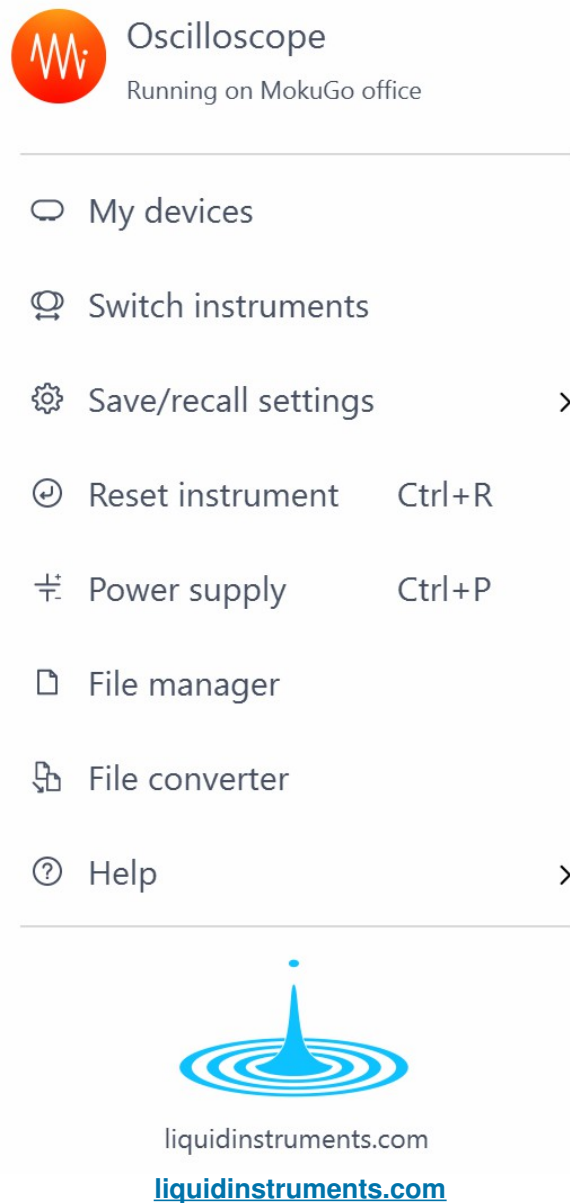 Oscilloscope
Running on MokuGo office
My devices
Switch instruments
Save/recall settings
Reset instrument Ctrl+R
Power supply Ctrl+P
File manager
File converter
Help
liquidinstruments.com
liquidinstruments.com